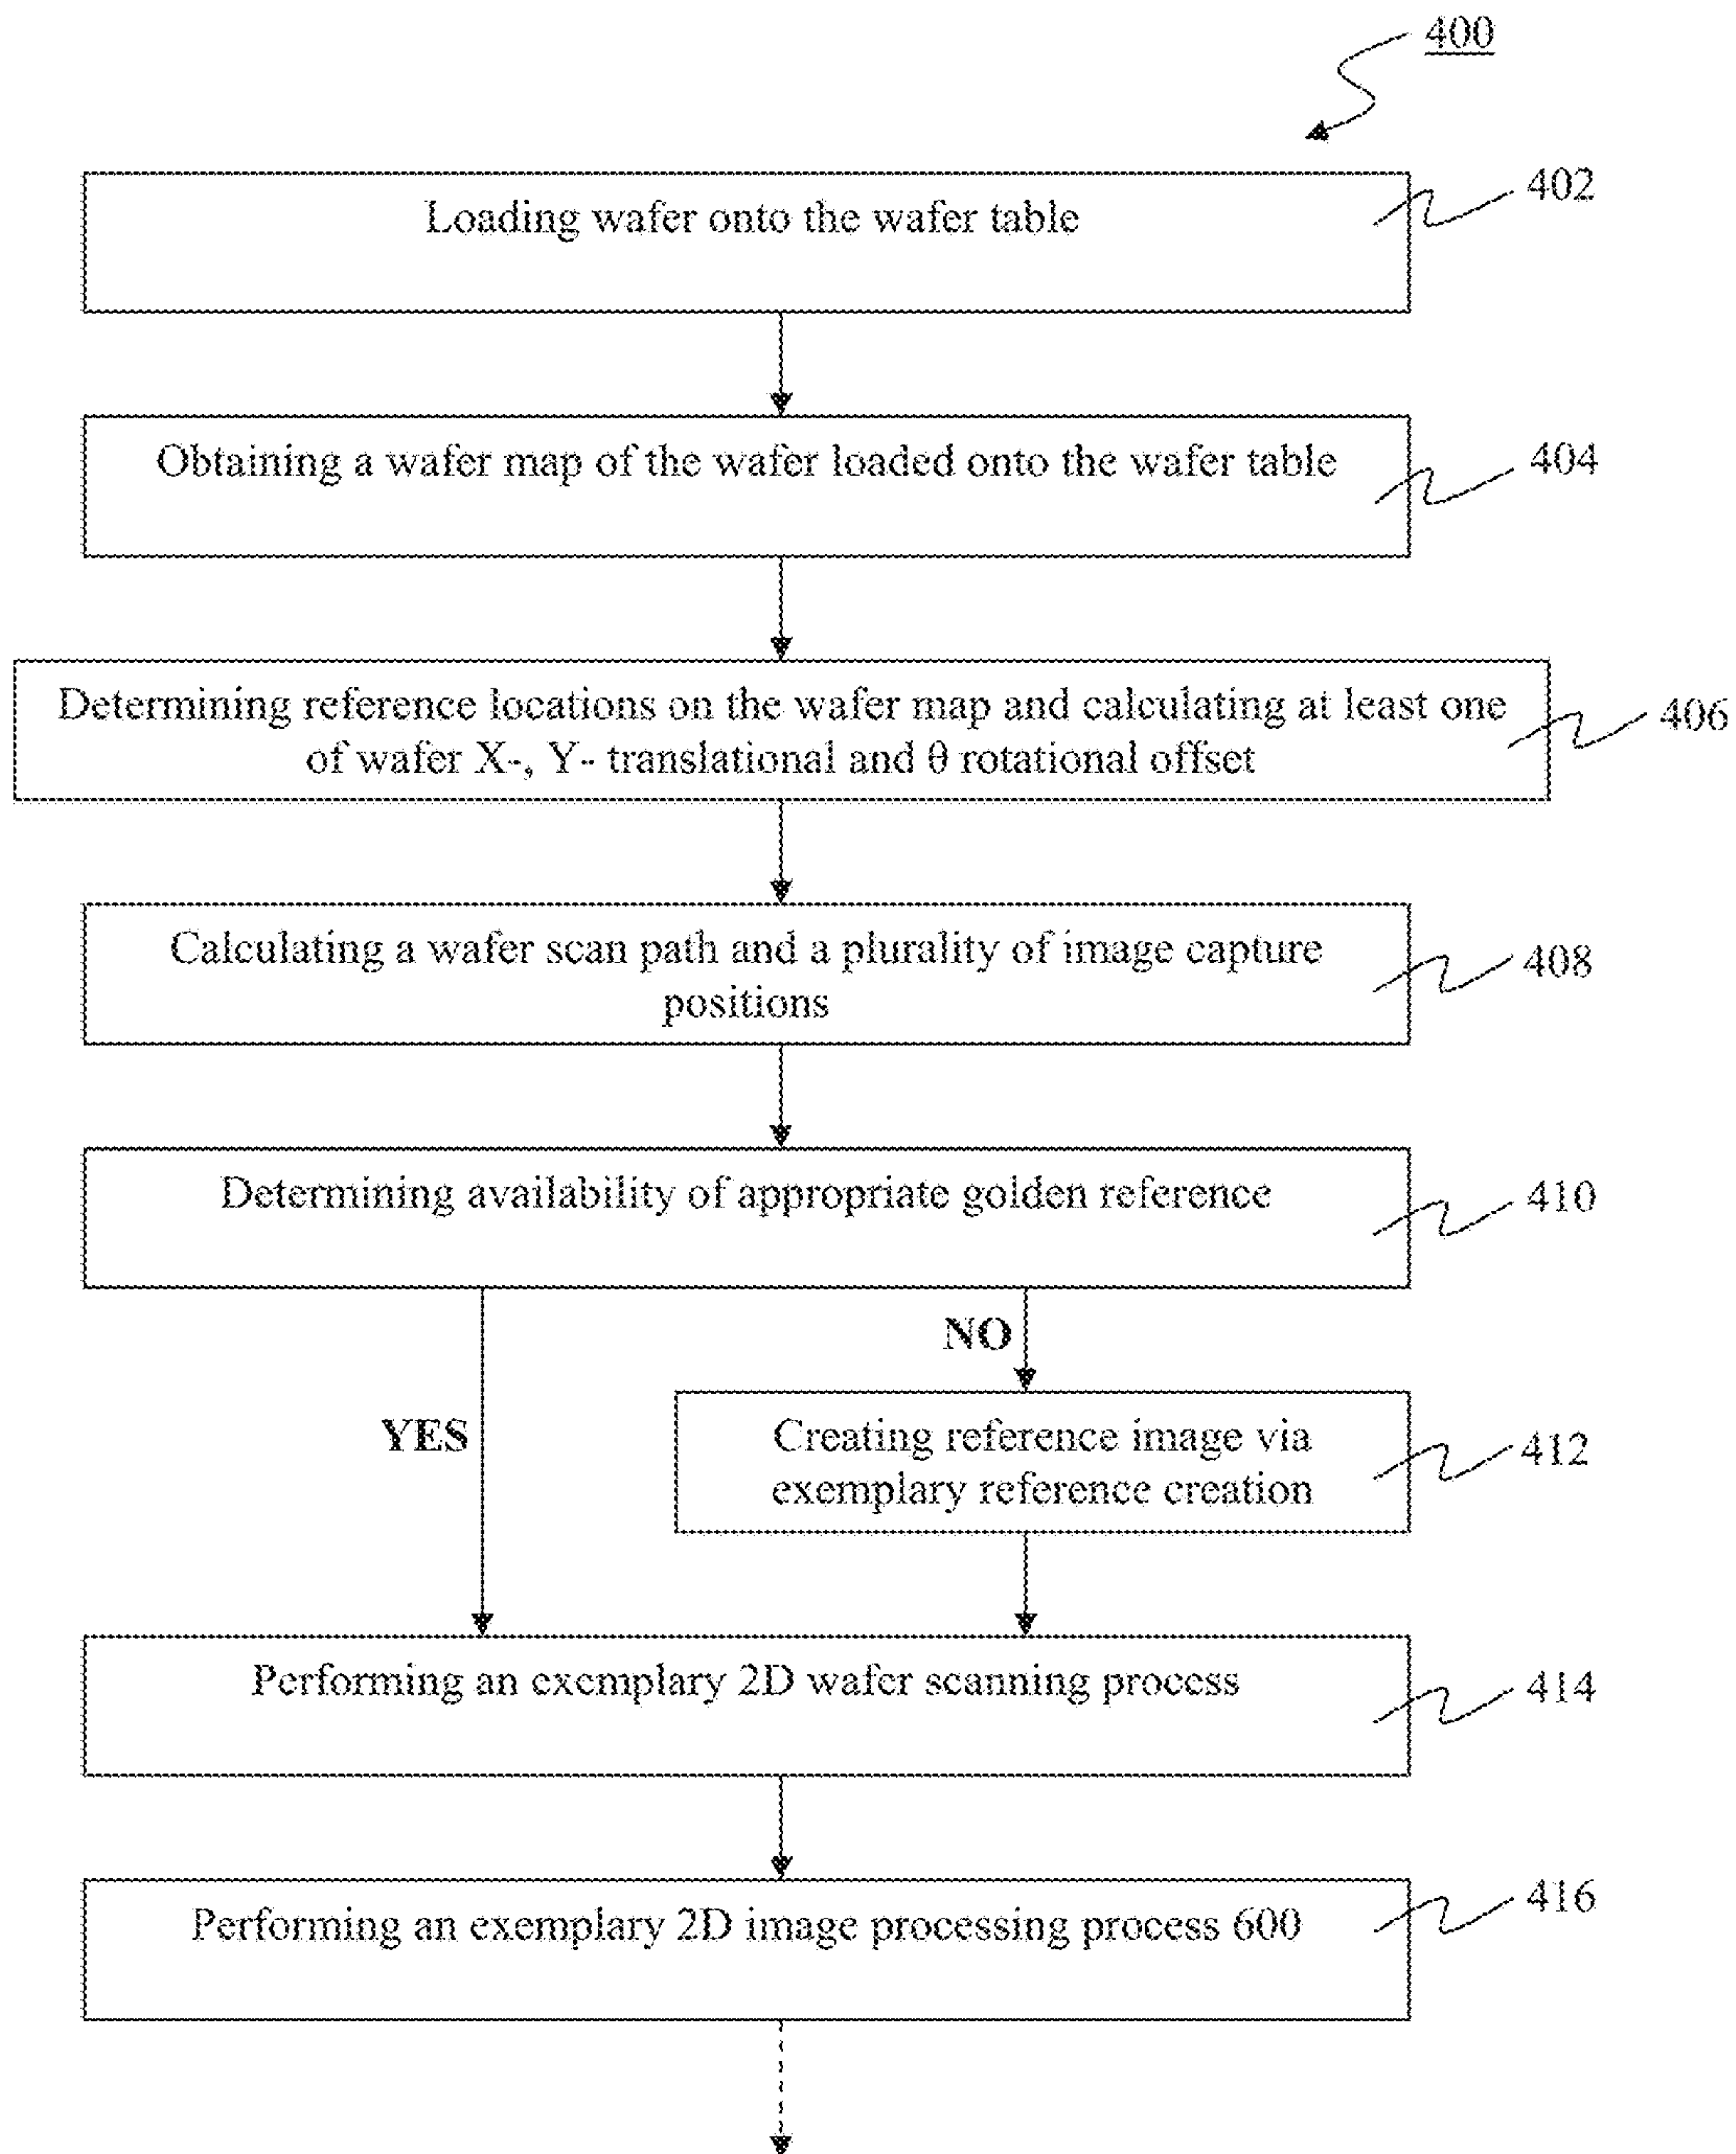 400
Loading wafer onto the wafer table
402
Obtaining a wafer map of the wafer loaded onto the wafer table
404
Determining reference locations on the wafer map and calculating at least one
of wafer X-, Y- translational and θ rotational offset
406
Calculating a wafer scan path and a plurality of image capture
positions
408
Determining availability of appropriate golden reference
410
NO
YES
Creating reference image via
exemplary reference creation
412
Performing an exemplary 2D wafer scanning process
414
Performing an exemplary 2D image processing process 600
416